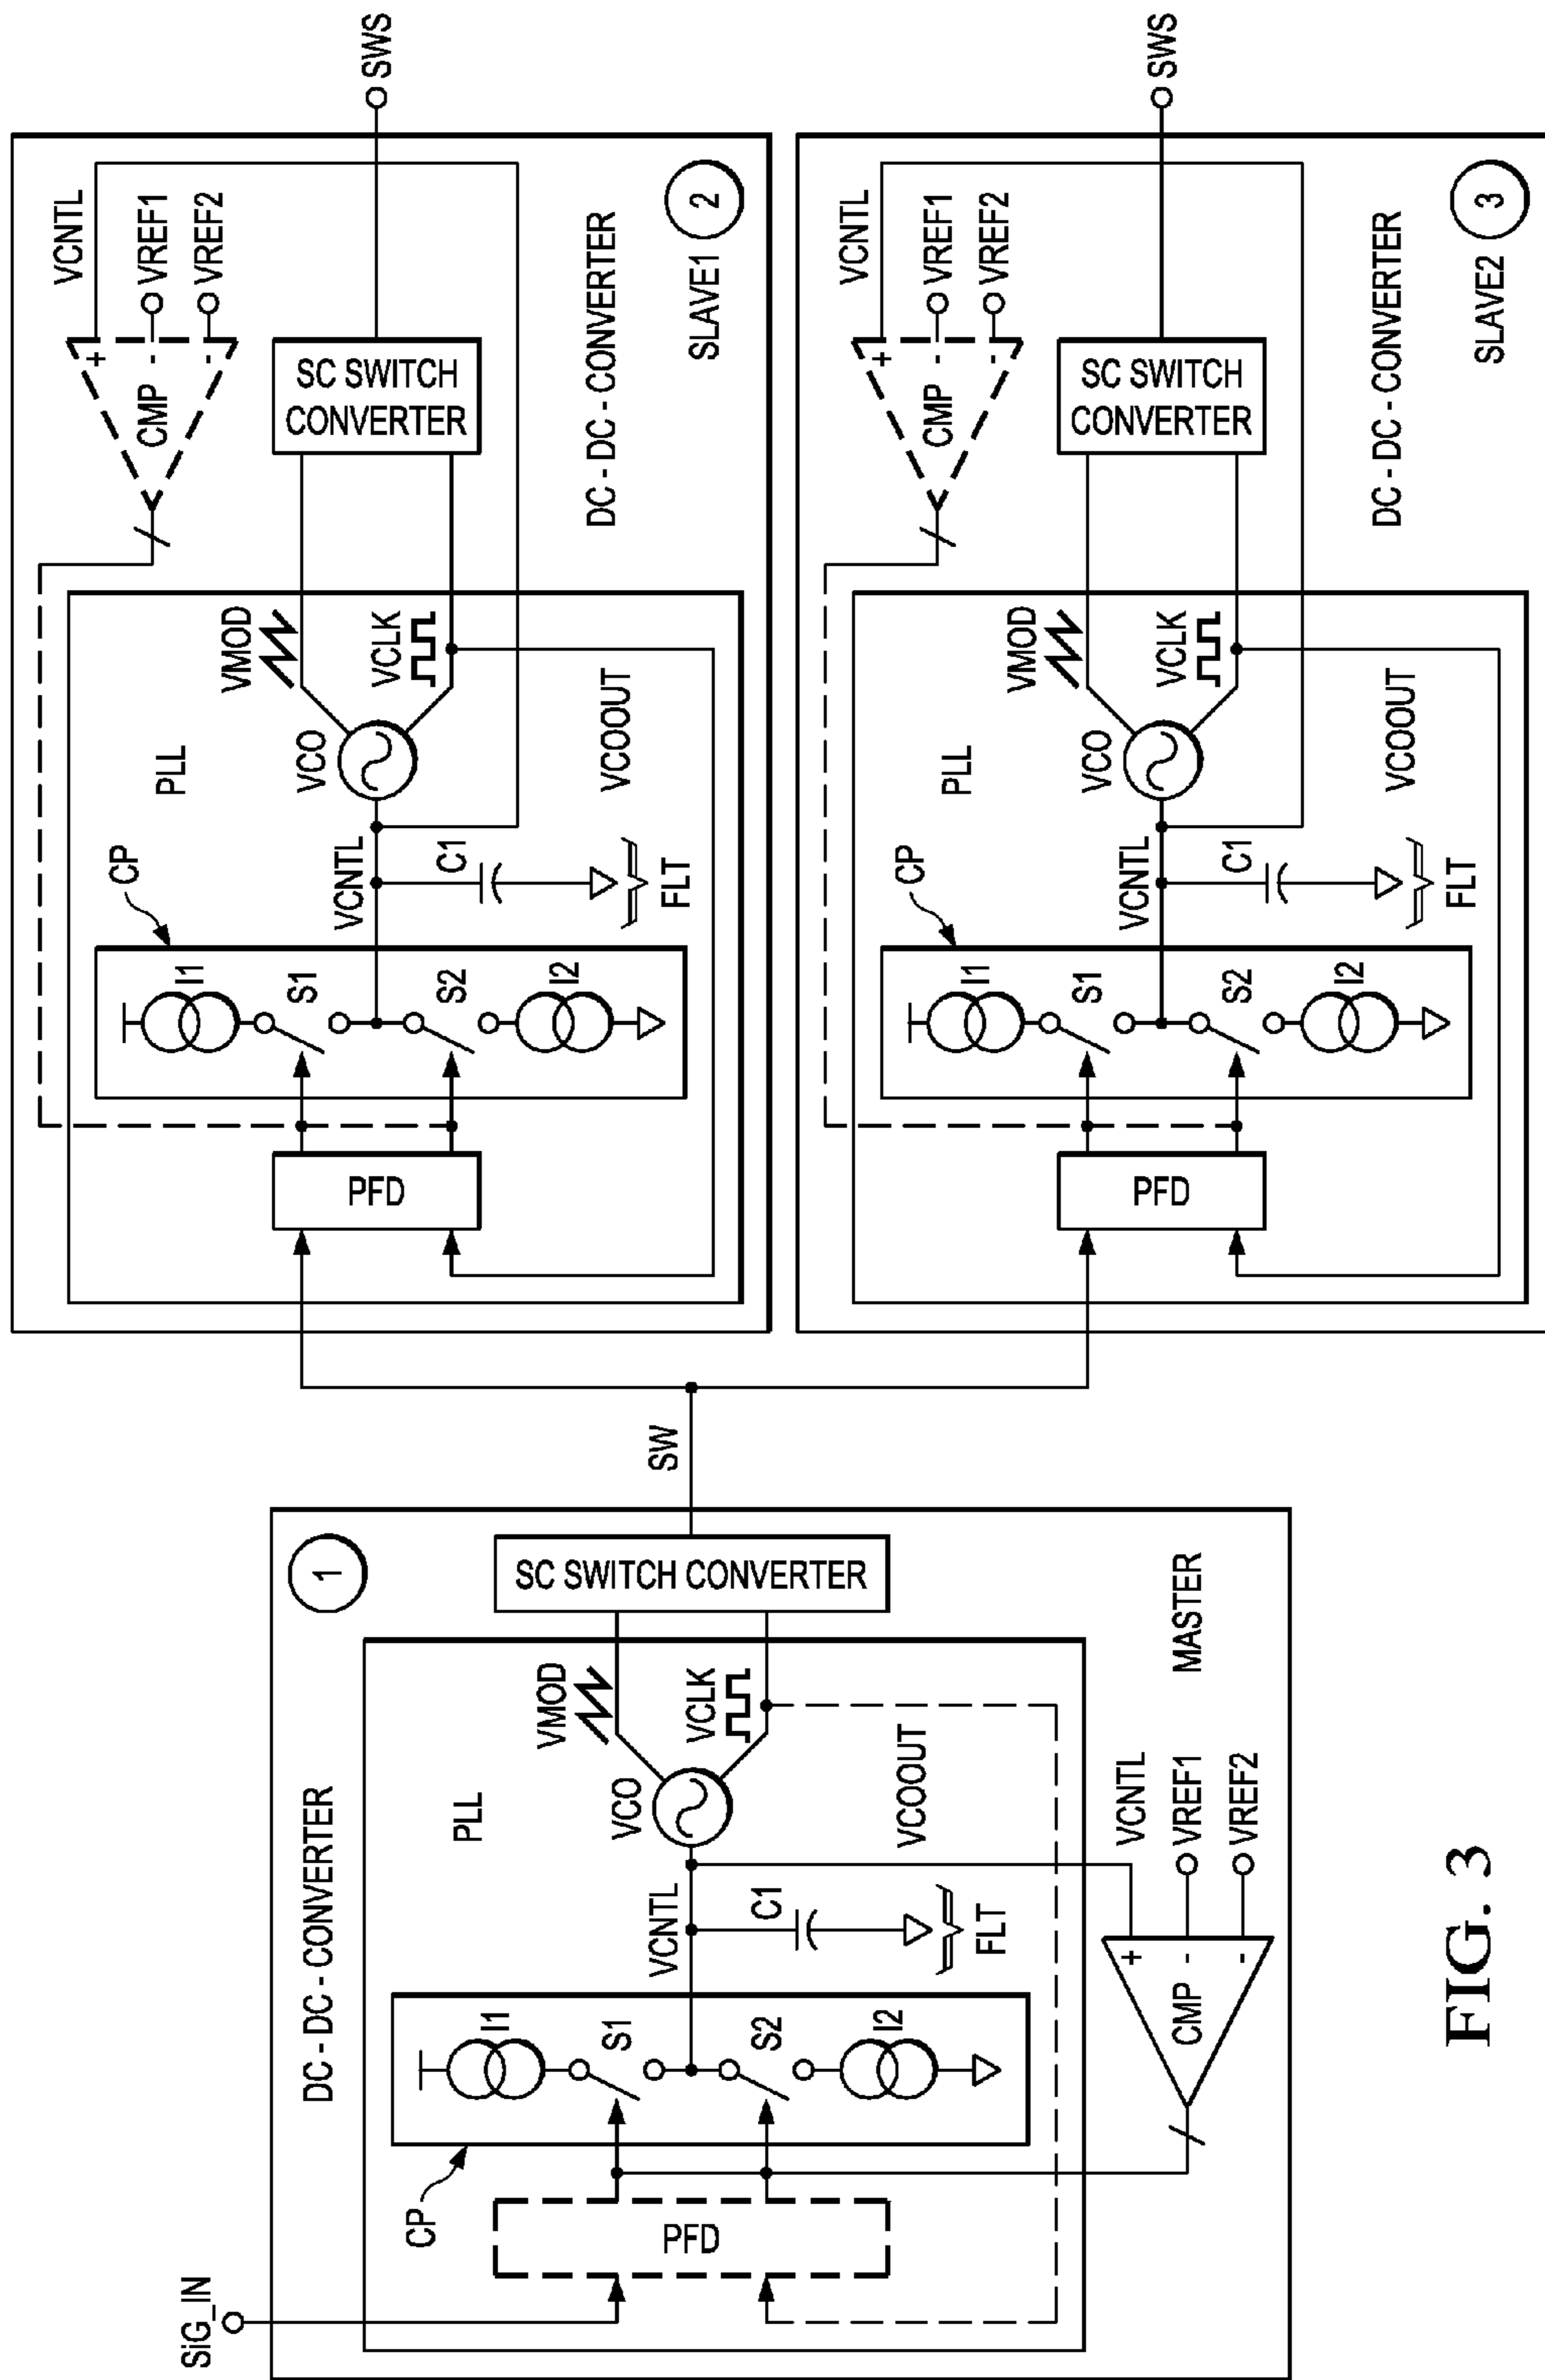 SiG_IN
DC - DC - CONVERTER
1
CP
I1
S1
S2
I2
PFD
PLL
VCNTL
C1
FLT
VCO
VMOD
VCLK
VCOOUT
SC SWITCH CONVERTER
CMP
+
-
-
VCNTL
VREF1
VREF2
MASTER
SW
CP
I1
S1
S2
I2
PFD
PLL
VCNTL
C1
FLT
VCO
VMOD
VCLK
VCOOUT
CMP
+
-
-
VCNTL
VREF1
VREF2
SC SWITCH
CONVERTER
DC - DC - CONVERTER
SLAVE1
2
SWS
CP
I1
S1
S2
I2
PFD
PLL
VCNTL
C1
FLT
VCO
VMOD
VCLK
VCOOUT
CMP
+
-
-
VCNTL
VREF1
VREF2
SC SWITCH
CONVERTER
DC - DC - CONVERTER
SLAVE2
3
SWS
FIG. 3